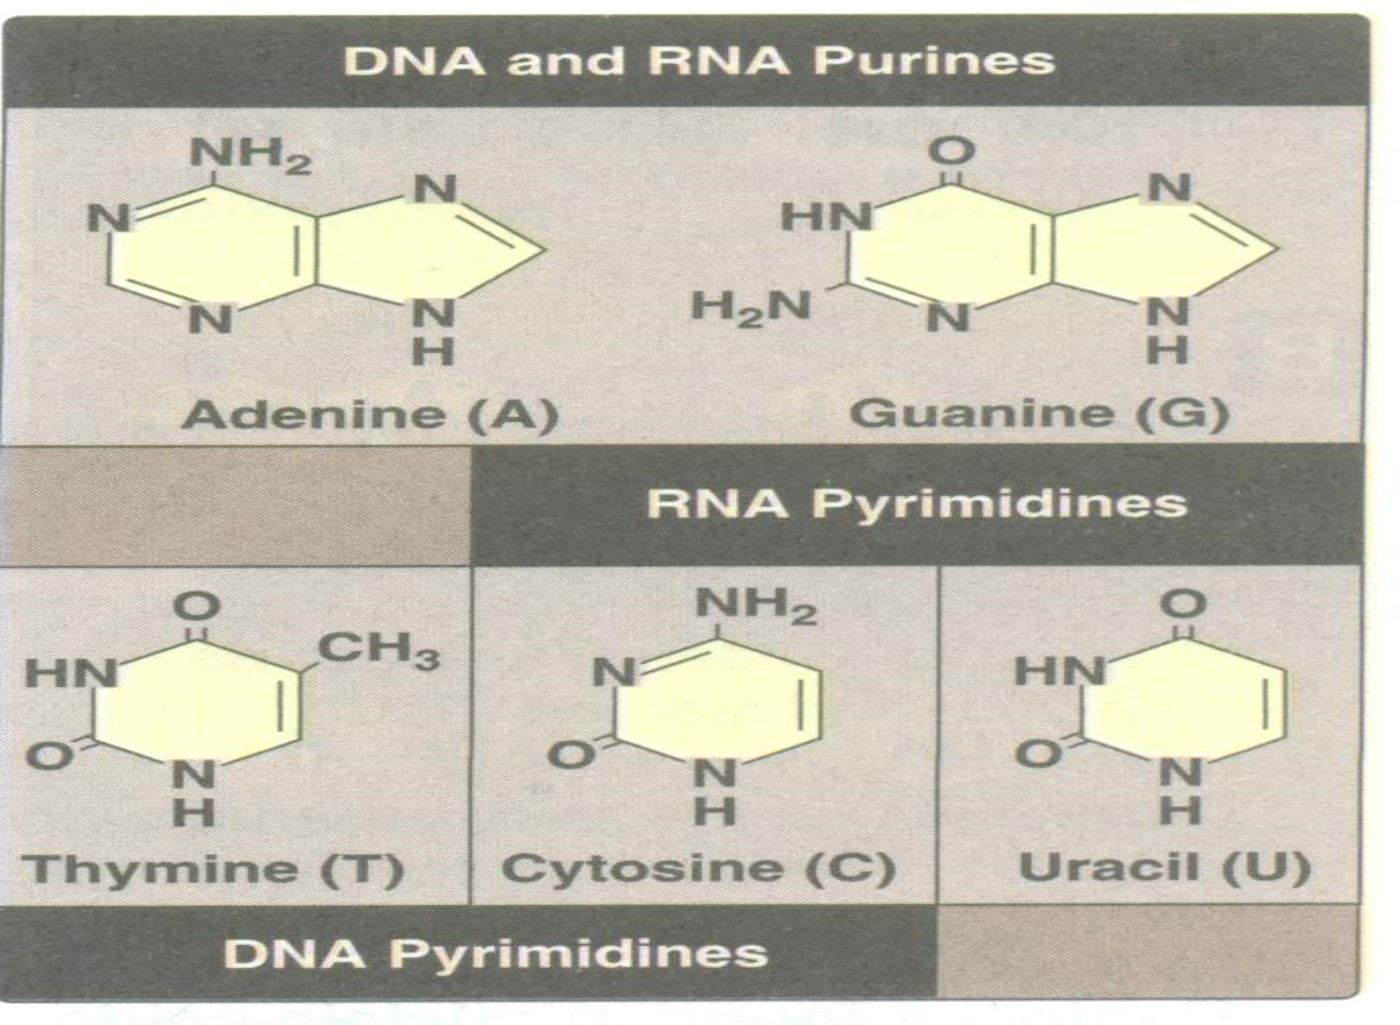 DNA and RNA Purines
NH2
N
N
N
N
H
Adenine (A)
O
HN
N
H2N
N
N
H
Guanine (G)
RNA Pyrimidines
O
CH3
HN
O
N
H
Thymine (T)
NH2
N
O
N
H
Cytosine (C)
O
HN
O
N
H
Uracil (U)
DNA Pyrimidines